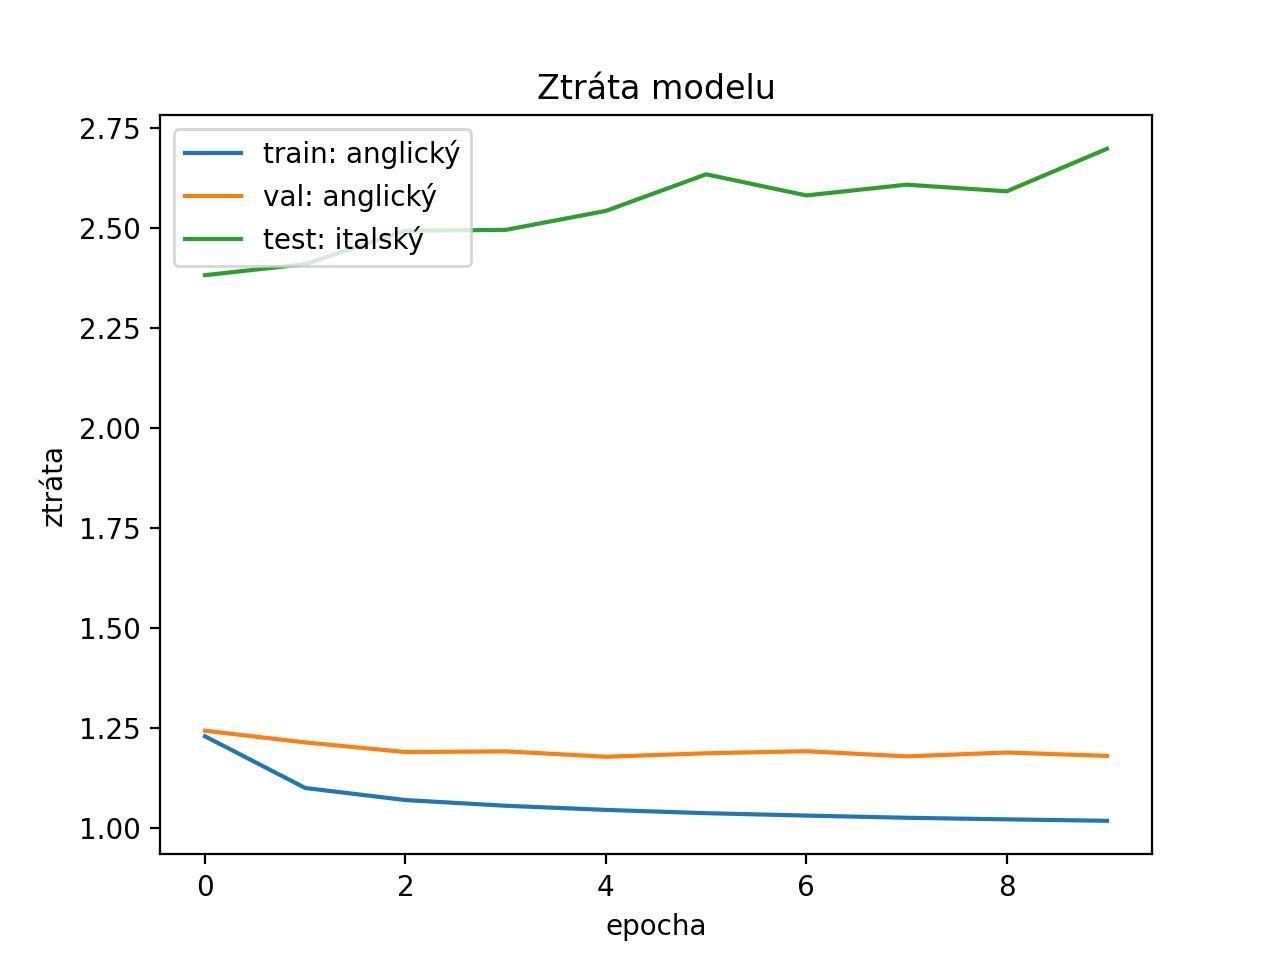 Ztráta modelu
train: anglický
val: anglický
test: italský
2.75
2.50
2.25
2.00
1.75
1.50
1.25
1.00
ztráta
0 2 4 6 8
epocha